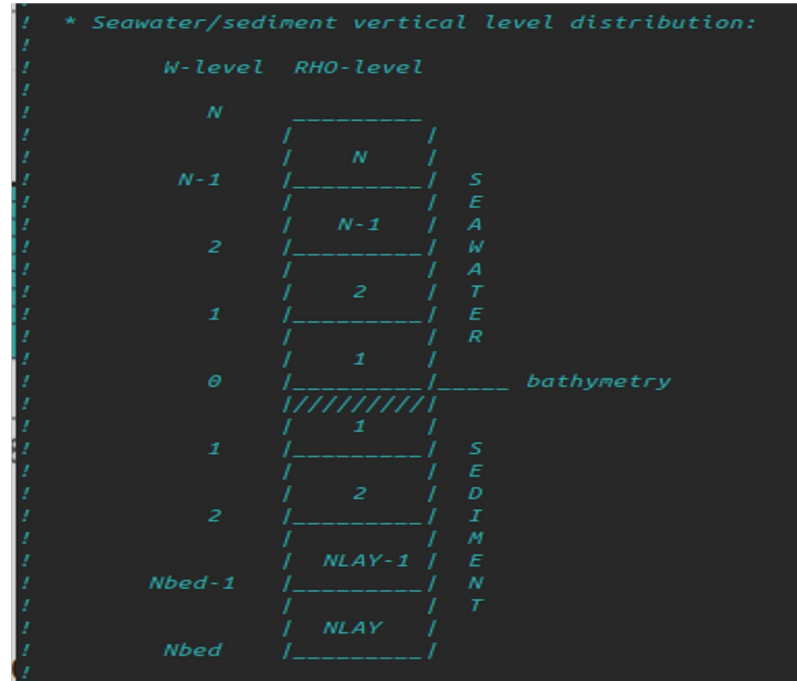 !
!  * Seawater/sediment vertical level distribution:
!
!         W-level  RHO-level
!
!            N     _________
!                 |         |
!                 |    N    |
!          N-1    |_________|  S
!                 |         |  E
!                 |   N-1   |  A
!            2    |_________|  W
!                 |         |  A
!                 |    2    |  T
!            1    |_________|  E
!                 |         |  R
!                 |    1    |
!            0    |_________|_____ bathymetry
!                 |/////////|
!                 |    1    |
!            1    |_________|  S
!                 |         |  E
!                 |    2    |  D
!            2    |_________|  I
!                 |         |  M
!                 |  NLAY-1 |  E
!        Nbed-1   |_________|  N
!                 |         |  T
!                 |  NLAY   |
!         Nbed    |_________|
!